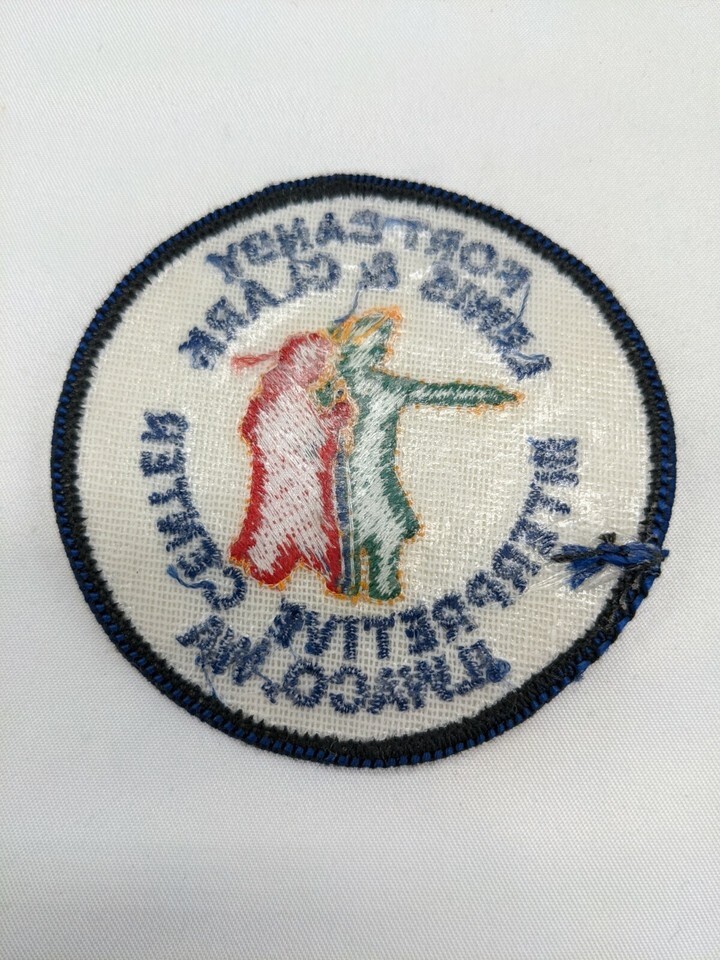 FORT CANBY
LEWIS & CLARK
INTERPRETIVE CENTER
ILWACO-WA